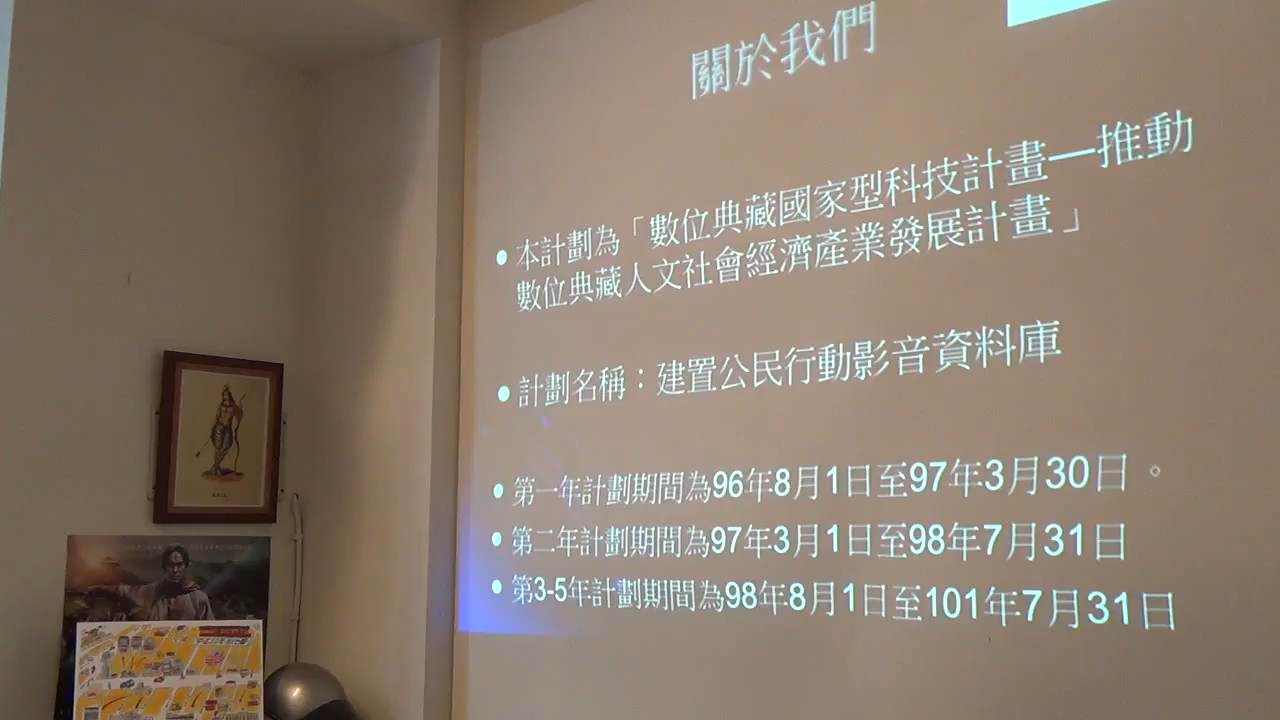 關於我們
• 本計劃為「數位典藏國家型科技計畫—推動
數位典藏人文社會經濟產業發展計畫」
• 計劃名稱：建置公民行動影音資料庫
• 第一年計劃期間為96年8月1日至97年3月30日。
• 第二年計劃期間為97年3月1日至98年7月31日
• 第3-5年計劃期間為98年8月1日至101年7月31日